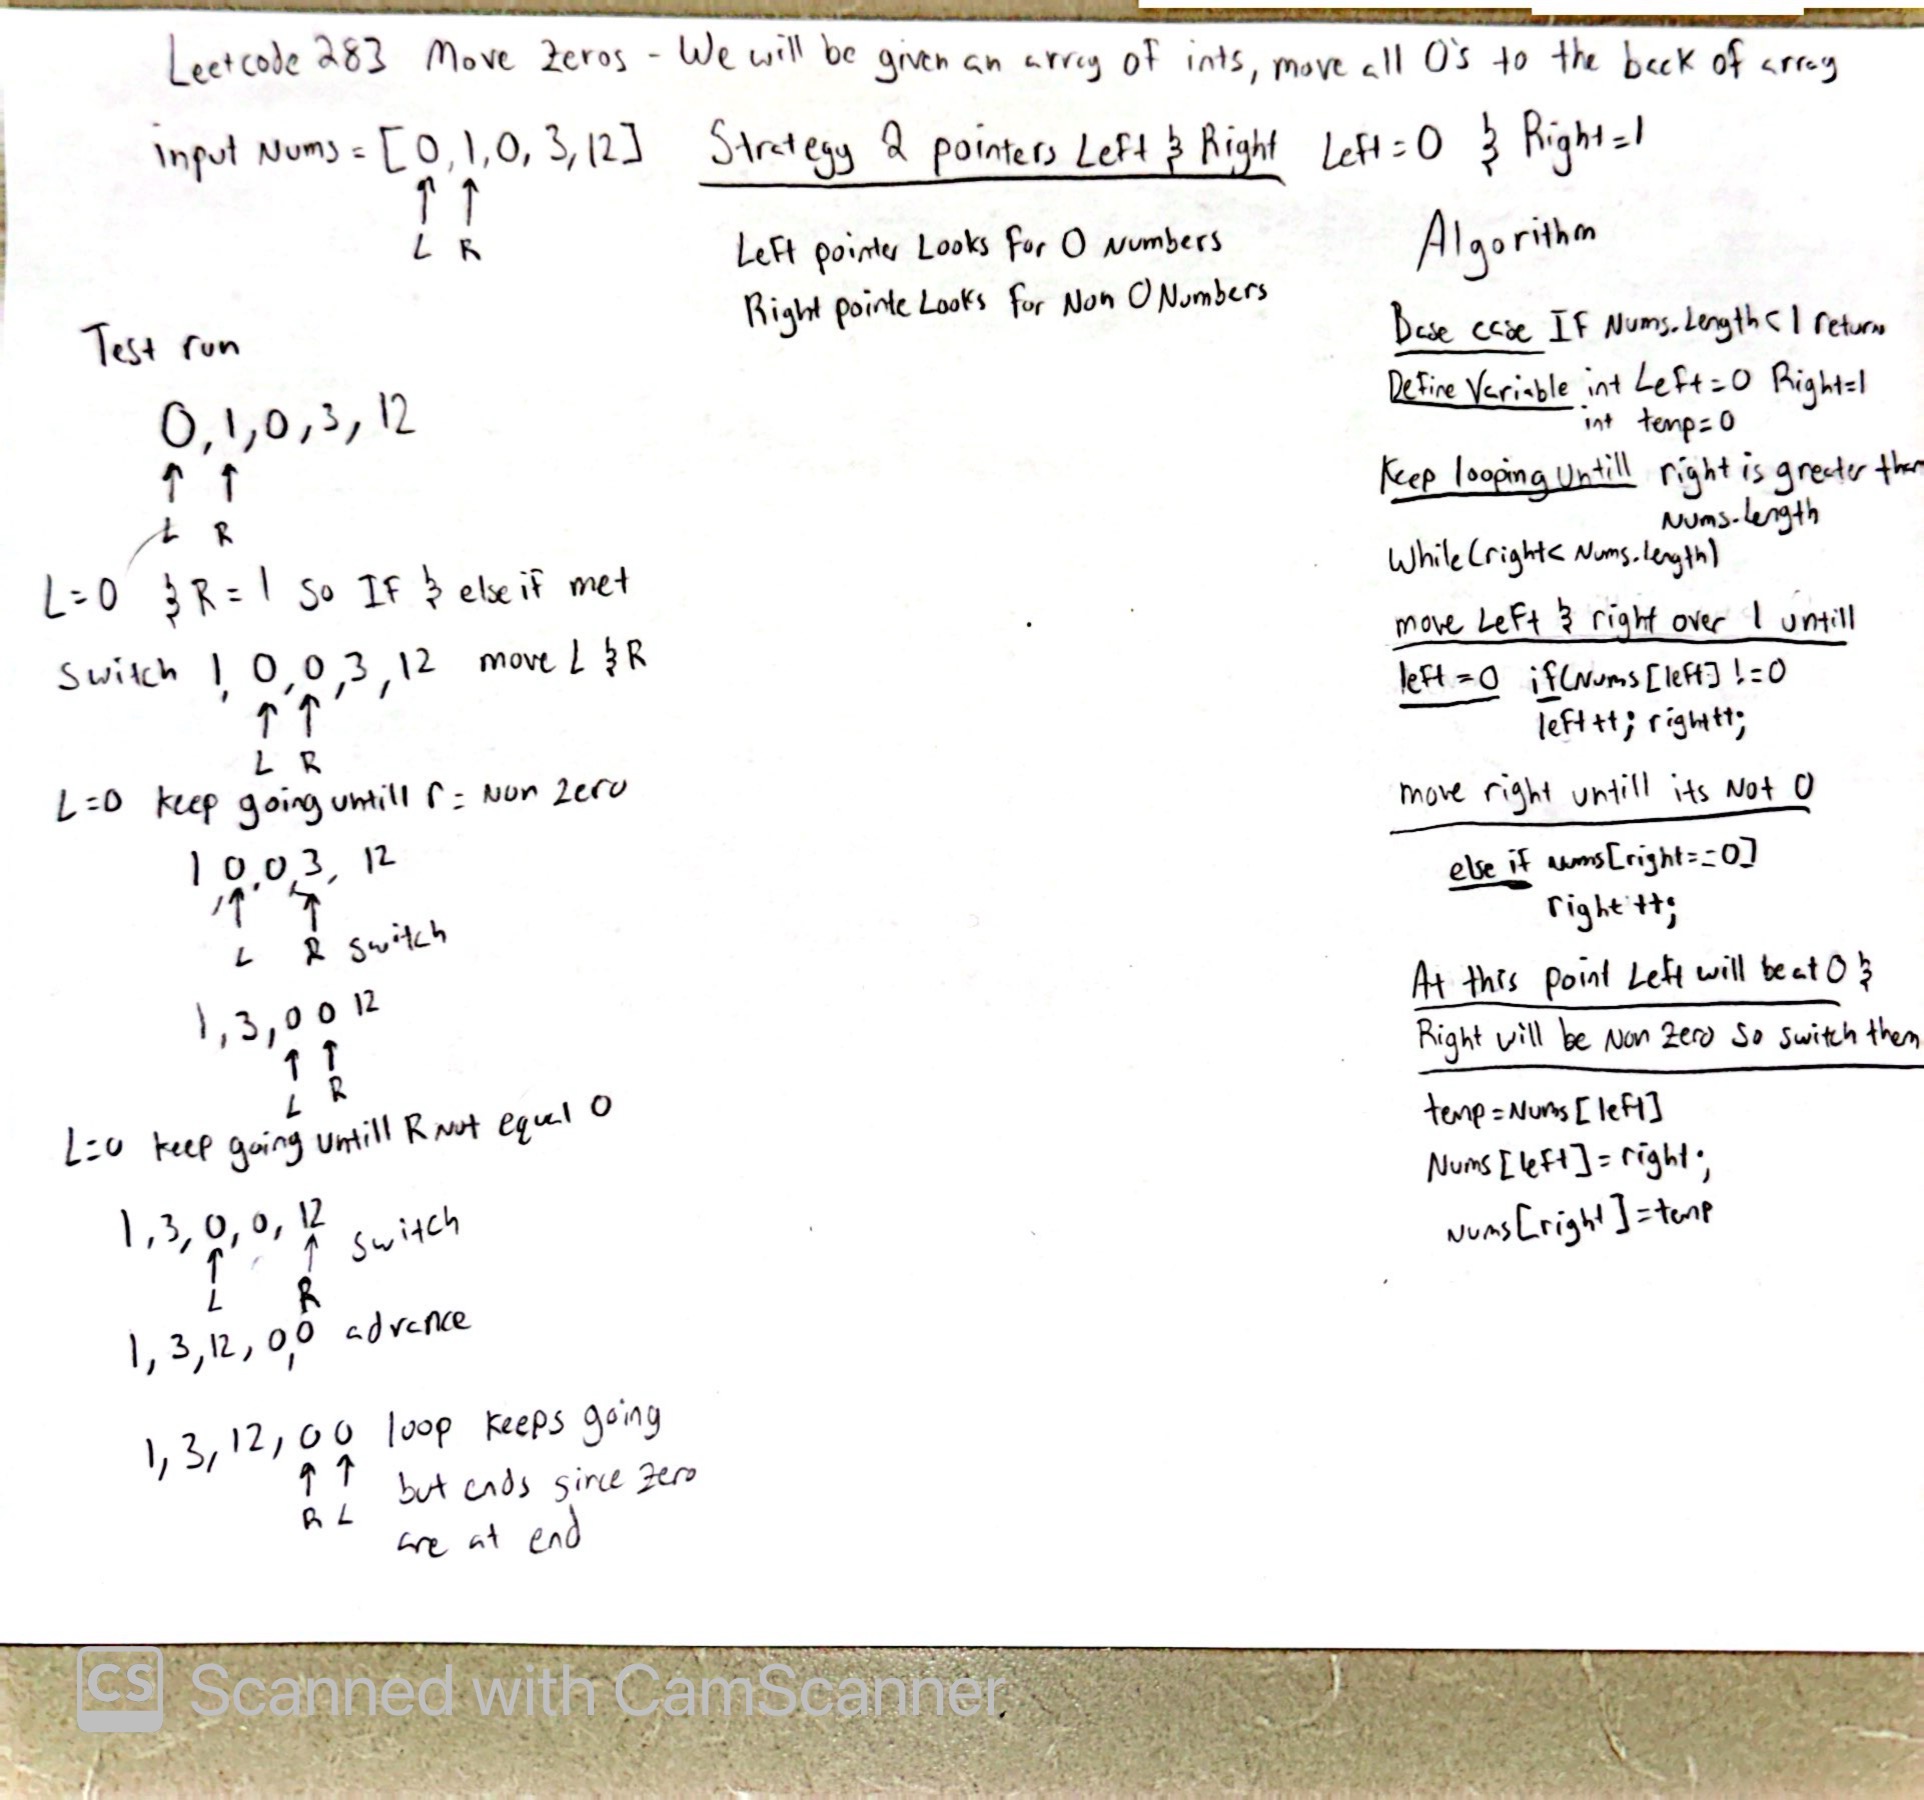 Leetcode 283 Move Zeros - We will be given an array of ints, move all 0's to the back of array
input Nums = [0,1,0,3,12]
↑ ↑
L R
Strategy 2 pointers Left & Right Left = 0 & Right = 1
Left pointer Looks for 0 Numbers
Right pointe Looks for Non 0 Numbers
Test run
0,1,0,3,12
↑ ↑
L R
L=0 & R=1 So IF & else if met
Switch 1,0,0,3,12 move L & R
↑ ↑
L R
L=0 keep going untill r = Non zero
1,0,0,3,12
↑ ↑
L R switch
1,3,0 0 12
↑ ↑
L R
L=0 keep going untill R Not equal 0
1,3,0,0,12 switch
↑ ↑
L R
1,3,12,0,0 advance
1,3,12,0 0 loop keeps going
↑ ↑ but ends since zero
R L are at end
Algorithm
Base case IF Nums.Length < 1 return
Define Variable int Left=0 Right=1
int temp=0
Keep looping Untill right is greater than
Nums.length
While(right< Nums.length)
move Left & right over 1 untill
left = 0 if(Nums[left] != 0
left ++; right++;
move right untill its Not 0
else if nums[right==0]
right ++;
At this point Left will be at 0 &
Right will be Non Zero So switch them
temp = Nums[left]
Nums[left] = right;
nums[right] = temp
CS Scanned with CamScanner